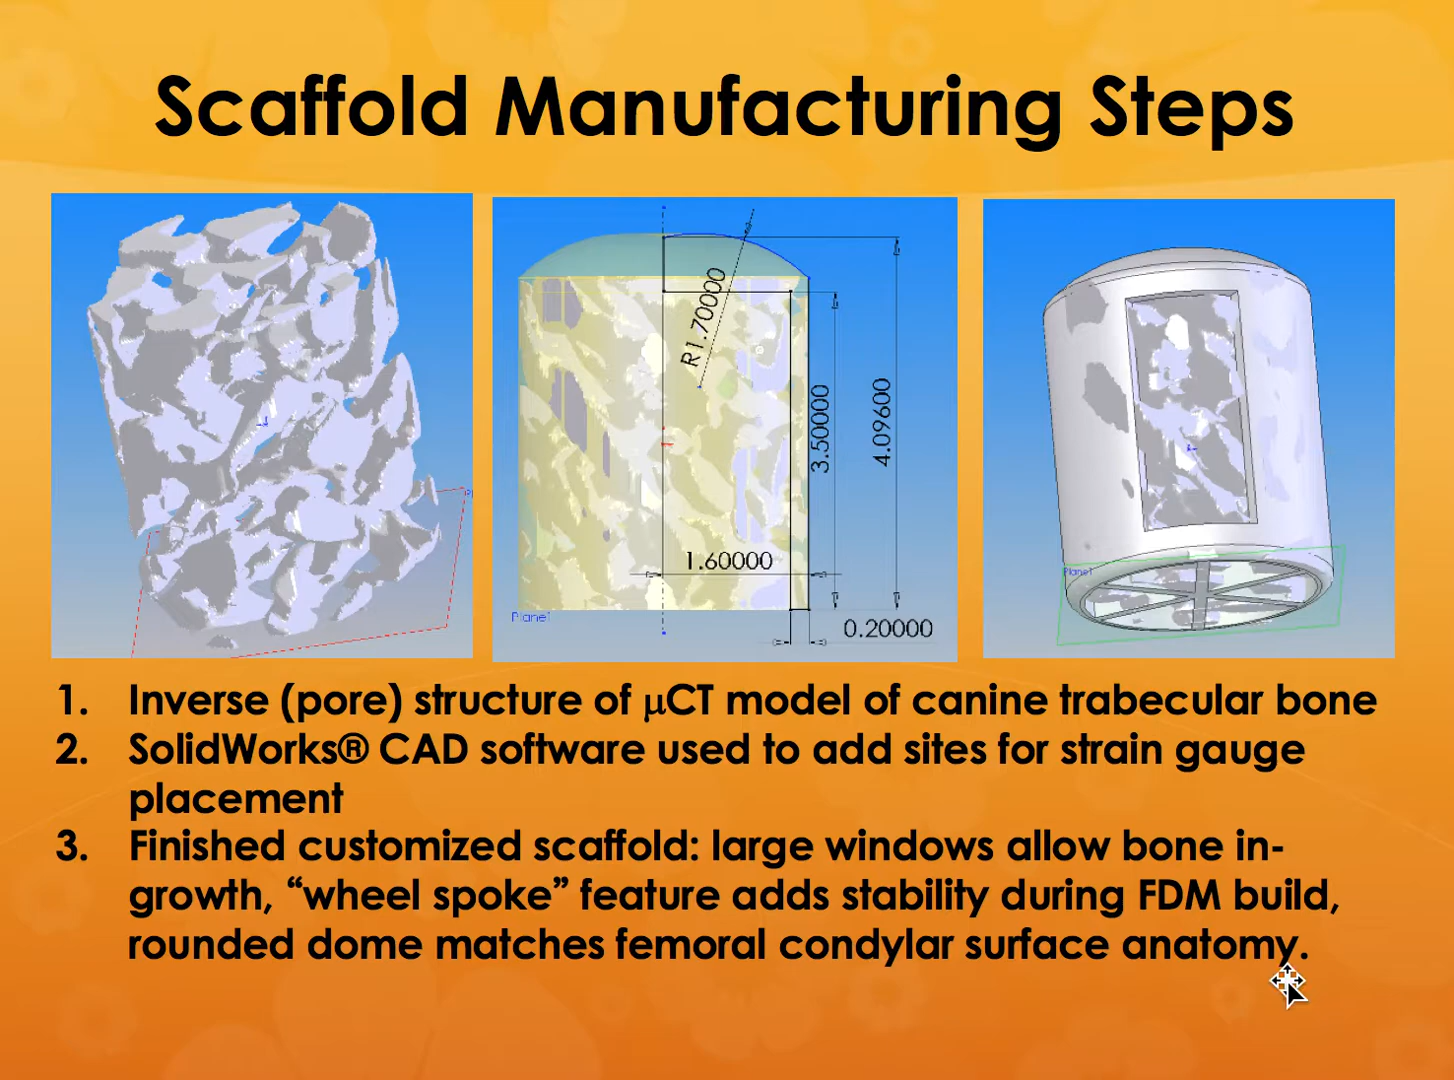 Scaffold Manufacturing Steps
R1.70000
3.50000
4.09600
1.60000
0.20000
Plane1
Plane1
1. Inverse (pore) structure of μCT model of canine trabecular bone
2. SolidWorks® CAD software used to add sites for strain gauge
placement
3. Finished customized scaffold: large windows allow bone in-
growth, “wheel spoke” feature adds stability during FDM build,
rounded dome matches femoral condylar surface anatomy.